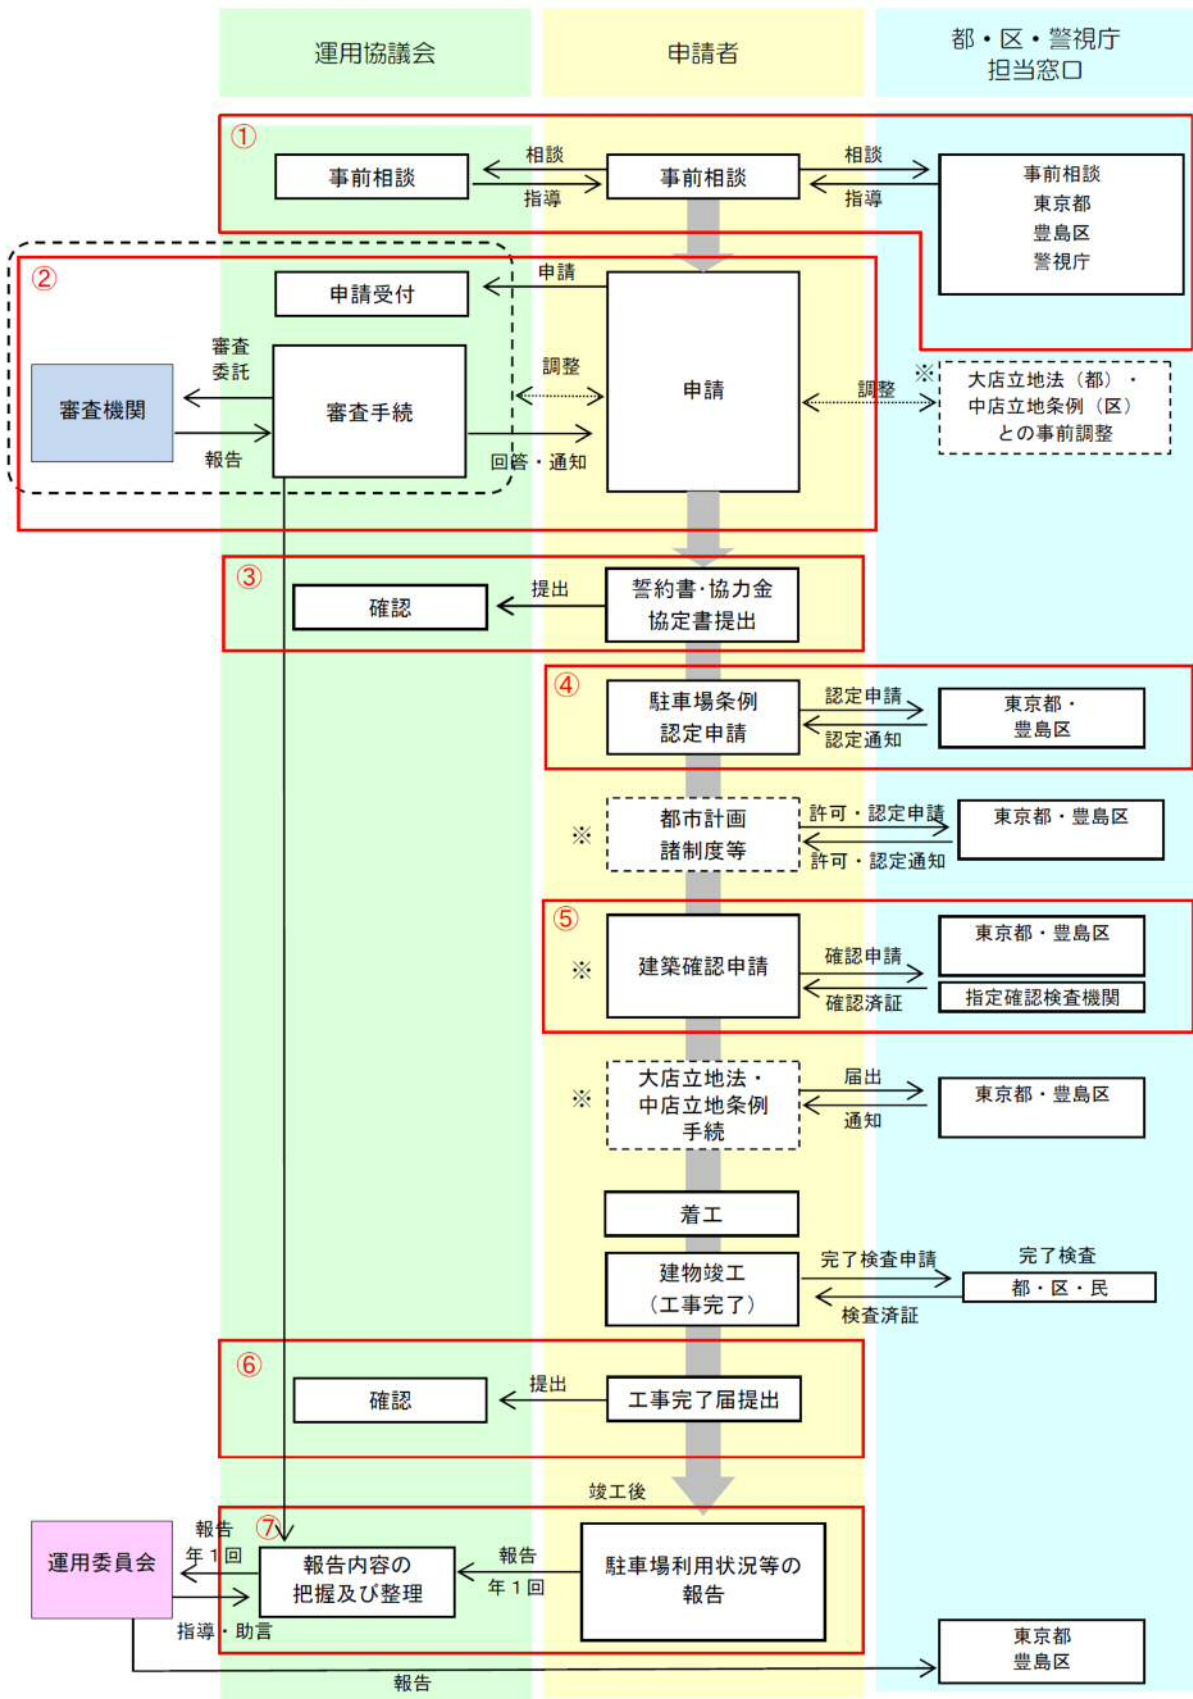 運用協議会
申請者
都・区・警視庁
担当窓口
①
事前相談
相談
指導
事前相談
相談
指導
事前相談
東京都
豊島区
警視庁
②
申請受付
申請
審査
委託
審査機関
報告
審査手続
調整
回答・通知
申請
調整
※
大店立地法(都)・
中店立地条例(区)
との事前調整
③
確認
提出
誓約書・協力金
協定書提出
④
駐車場条例
認定申請
認定申請
認定通知
東京都・
豊島区
※
都市計画
諸制度等
許可・認定申請
許可・認定通知
東京都・豊島区
⑤
※
建築確認申請
確認申請
確認済証
東京都・豊島区
指定確認検査機関
※
大店立地法・
中店立地条例
手続
届出
通知
東京都・豊島区
着工
建物竣工
(工事完了)
完了検査申請
検査済証
完了検査
都・区・民
⑥
確認
提出
工事完了届提出
竣工後
⑦
運用委員会
報告
年1回
指導・助言
報告内容の
把握及び整理
報告
年1回
駐車場利用状況等の
報告
報告
東京都
豊島区